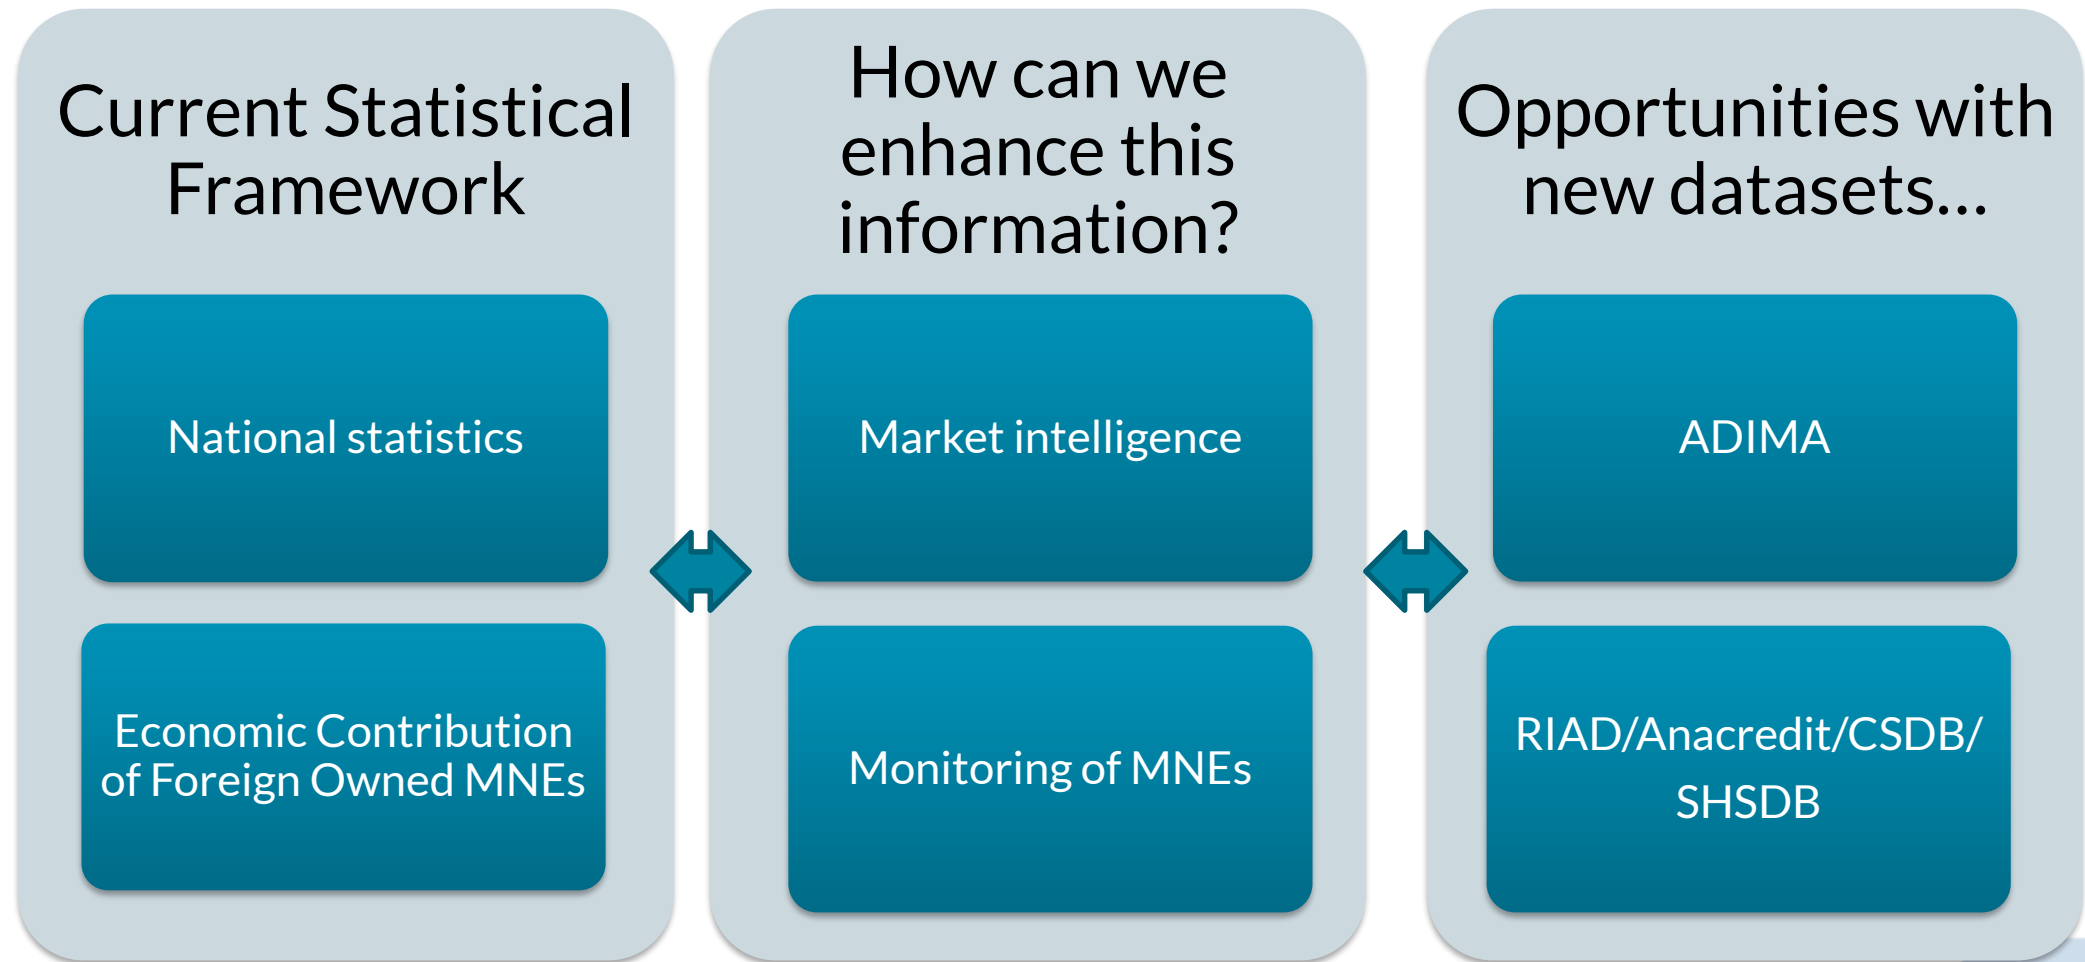 Current Statistical
Framework
National statistics
Economic Contribution
of Foreign Owned MNEs
How can we
enhance this
information?
Market intelligence
Monitoring of MNEs
Opportunities with
new datasets...
ADIMA
RIAD/Anacredit/CSDB/
SHSDB